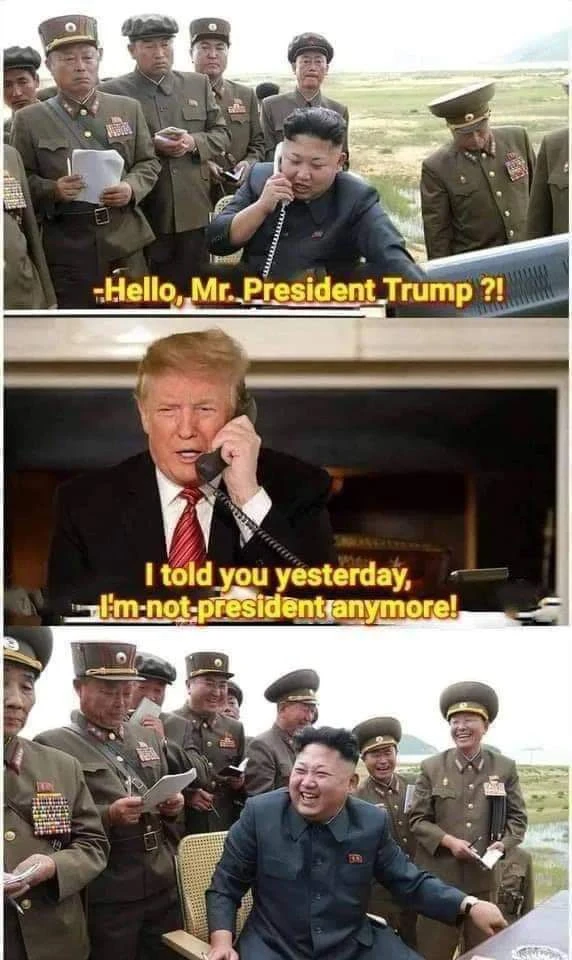 -Hello, Mr. President Trump ?!
I told you yesterday,
I'm not president anymore!